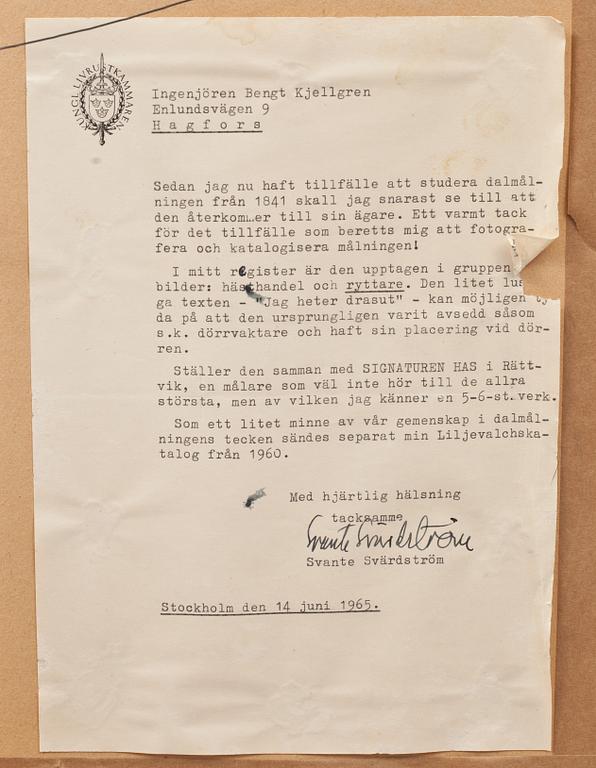 KUNGL LIVRUSTKAMMAREN
Ingenjören Bengt Kjellgren
Enlundsvägen 9
Hagfors
Sedan jag nu haft tillfälle att studera dalmål-
ningen från 1841 skall jag snarast se till att
den återkommer till sin ägare. Ett varmt tack
för det tillfälle som beretts mig att fotogra-
fera och katalogisera målningen!
I mitt register är den upptagen i gruppen
bilder: hästhandel och ryttare. Den litet
ga texten - "Jag heter drasut" - kan möjligen
da på att den ursprungligen varit avsedd såsom
s.k. dörrvaktare och haft sin placering vid dör-
ren.
Ställer den samman med SIGNATUREN HAS i Rätt-
vik, en målare som väl inte hör till de allra
största, men av vilken jag känner en 5-6-st. verk.
Som ett litet minne av vår gemenskap i dalmål-
ningens tecken sändes separat min Liljevalchska-
talog från 1960.
Med hjärtlig hälsning
tacksamme
Svante Svärdström
Svante Svärdström
Stockholm den 14 juni 1965.